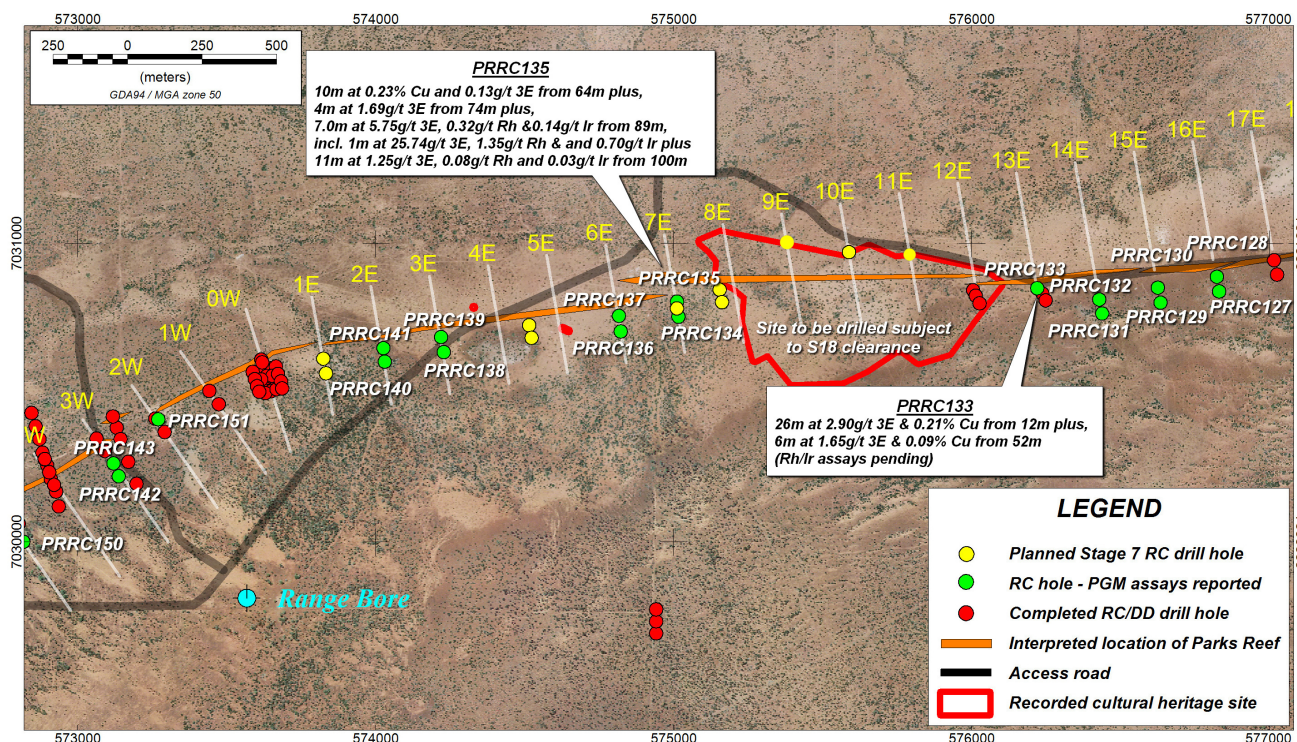 573000
574000
575000
576000
577000
250 0 250 500
(meters)
GDA94 / MGA zone 50
PRRC135
10m at 0.23% Cu and 0.13g/t 3E from 64m plus,
4m at 1.69g/t 3E from 74m plus,
7.0m at 5.75g/t 3E, 0.32g/t Rh &0.14g/t Ir from 89m,
incl. 1m at 25.74g/t 3E, 1.35g/t Rh & and 0.70g/t Ir plus
11m at 1.25g/t 3E, 0.08g/t Rh and 0.03g/t Ir from 100m
7031000
7030000
W
3W
2W
1W
0W
1E
2E
3E
4E
5E
6E
7E
8E
9E
10E
11E
12E
13E
14E
15E
16E
17E
PRRC128
PRRC130
PRRC133
PRRC132
PRRC127
PRRC129
PRRC131
PRRC135
PRRC137
PRRC134
PRRC136
PRRC139
PRRC141
PRRC138
PRRC140
PRRC151
PRRC143
PRRC142
PRRC150
Site to be drilled subject
to S18 clearance
PRRC133
26m at 2.90g/t 3E & 0.21% Cu from 12m plus,
6m at 1.65g/t 3E & 0.09% Cu from 52m
(Rh/Ir assays pending)
Range Bore
LEGEND
Planned Stage 7 RC drill hole
RC hole - PGM assays reported
Completed RC/DD drill hole
Interpreted location of Parks Reef
Access road
Recorded cultural heritage site
573000
574000
575000
576000
577000